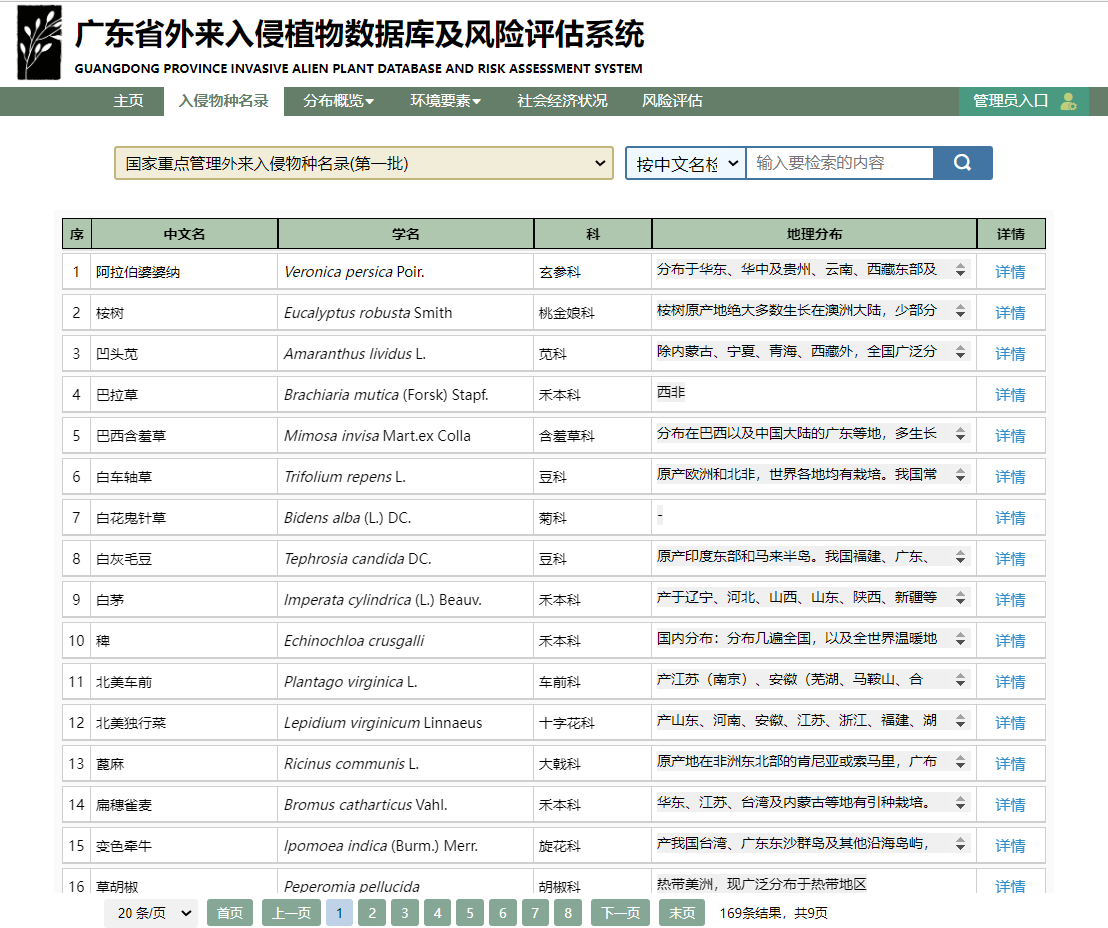 广东省外来入侵植物数据库及风险评估系统
GUANGDONG PROVINCE INVASIVE ALIEN PLANT DATABASE AND RISK ASSESSMENT SYSTEM
主页 入侵物种名录 分布概览 环境要素 社会经济状况 风险评估 管理员入口
国家重点管理外来入侵物种名录(第一批) 按中文名检 输入要检索的内容
序 中文名 学名 科 地理分布 详情
1 阿拉伯婆婆纳 Veronica persica Poir. 玄参科 分布于华东、华中及贵州、云南、西藏东部及 详情
2 桉树 Eucalyptus robusta Smith 桃金娘科 桉树原产地绝大多数生长在澳洲大陆，少部分 详情
3 凹头苋 Amaranthus lividus L. 苋科 除内蒙古、宁夏、青海、西藏外，全国广泛分 详情
4 巴拉草 Brachiaria mutica (Forsk) Stapf. 禾本科 西非 详情
5 巴西含羞草 Mimosa invisa Mart.ex Colla 含羞草科 分布在巴西以及中国大陆的广东等地，多生长 详情
6 白车轴草 Trifolium repens L. 豆科 原产欧洲和北非，世界各地均有栽培。我国常 详情
7 白花鬼针草 Bidens alba (L.) DC. 菊科 - 详情
8 白灰毛豆 Tephrosia candida DC. 豆科 原产印度东部和马来半岛。我国福建、广东、 详情
9 白茅 Imperata cylindrica (L.) Beauv. 禾本科 产于辽宁、河北、山西、山东、陕西、新疆等 详情
10 稗 Echinochloa crusgalli 禾本科 国内分布：分布几遍全国，以及全世界温暖地 详情
11 北美车前 Plantago virginica L. 车前科 产江苏（南京）、安徽（芜湖、马鞍山、合 详情
12 北美独行菜 Lepidium virginicum Linnaeus 十字花科 产山东、河南、安徽、江苏、浙江、福建、湖 详情
13 蓖麻 Ricinus communis L. 大戟科 原产地在非洲东北部的肯尼亚或索马里，广布 详情
14 扁穗雀麦 Bromus catharticus Vahl. 禾本科 华东、江苏、台湾及内蒙古等地有引种栽培。 详情
15 变色牵牛 Ipomoea indica (Burm.) Merr. 旋花科 产我国台湾、广东东沙群岛及其他沿海岛屿， 详情
16 草胡椒 Peperomia pellucida 胡椒科 热带美洲，现广泛分布于热带地区 详情
20 条/页 首页 上一页 1 2 3 4 5 6 7 8 下一页 末页 169条结果，共9页